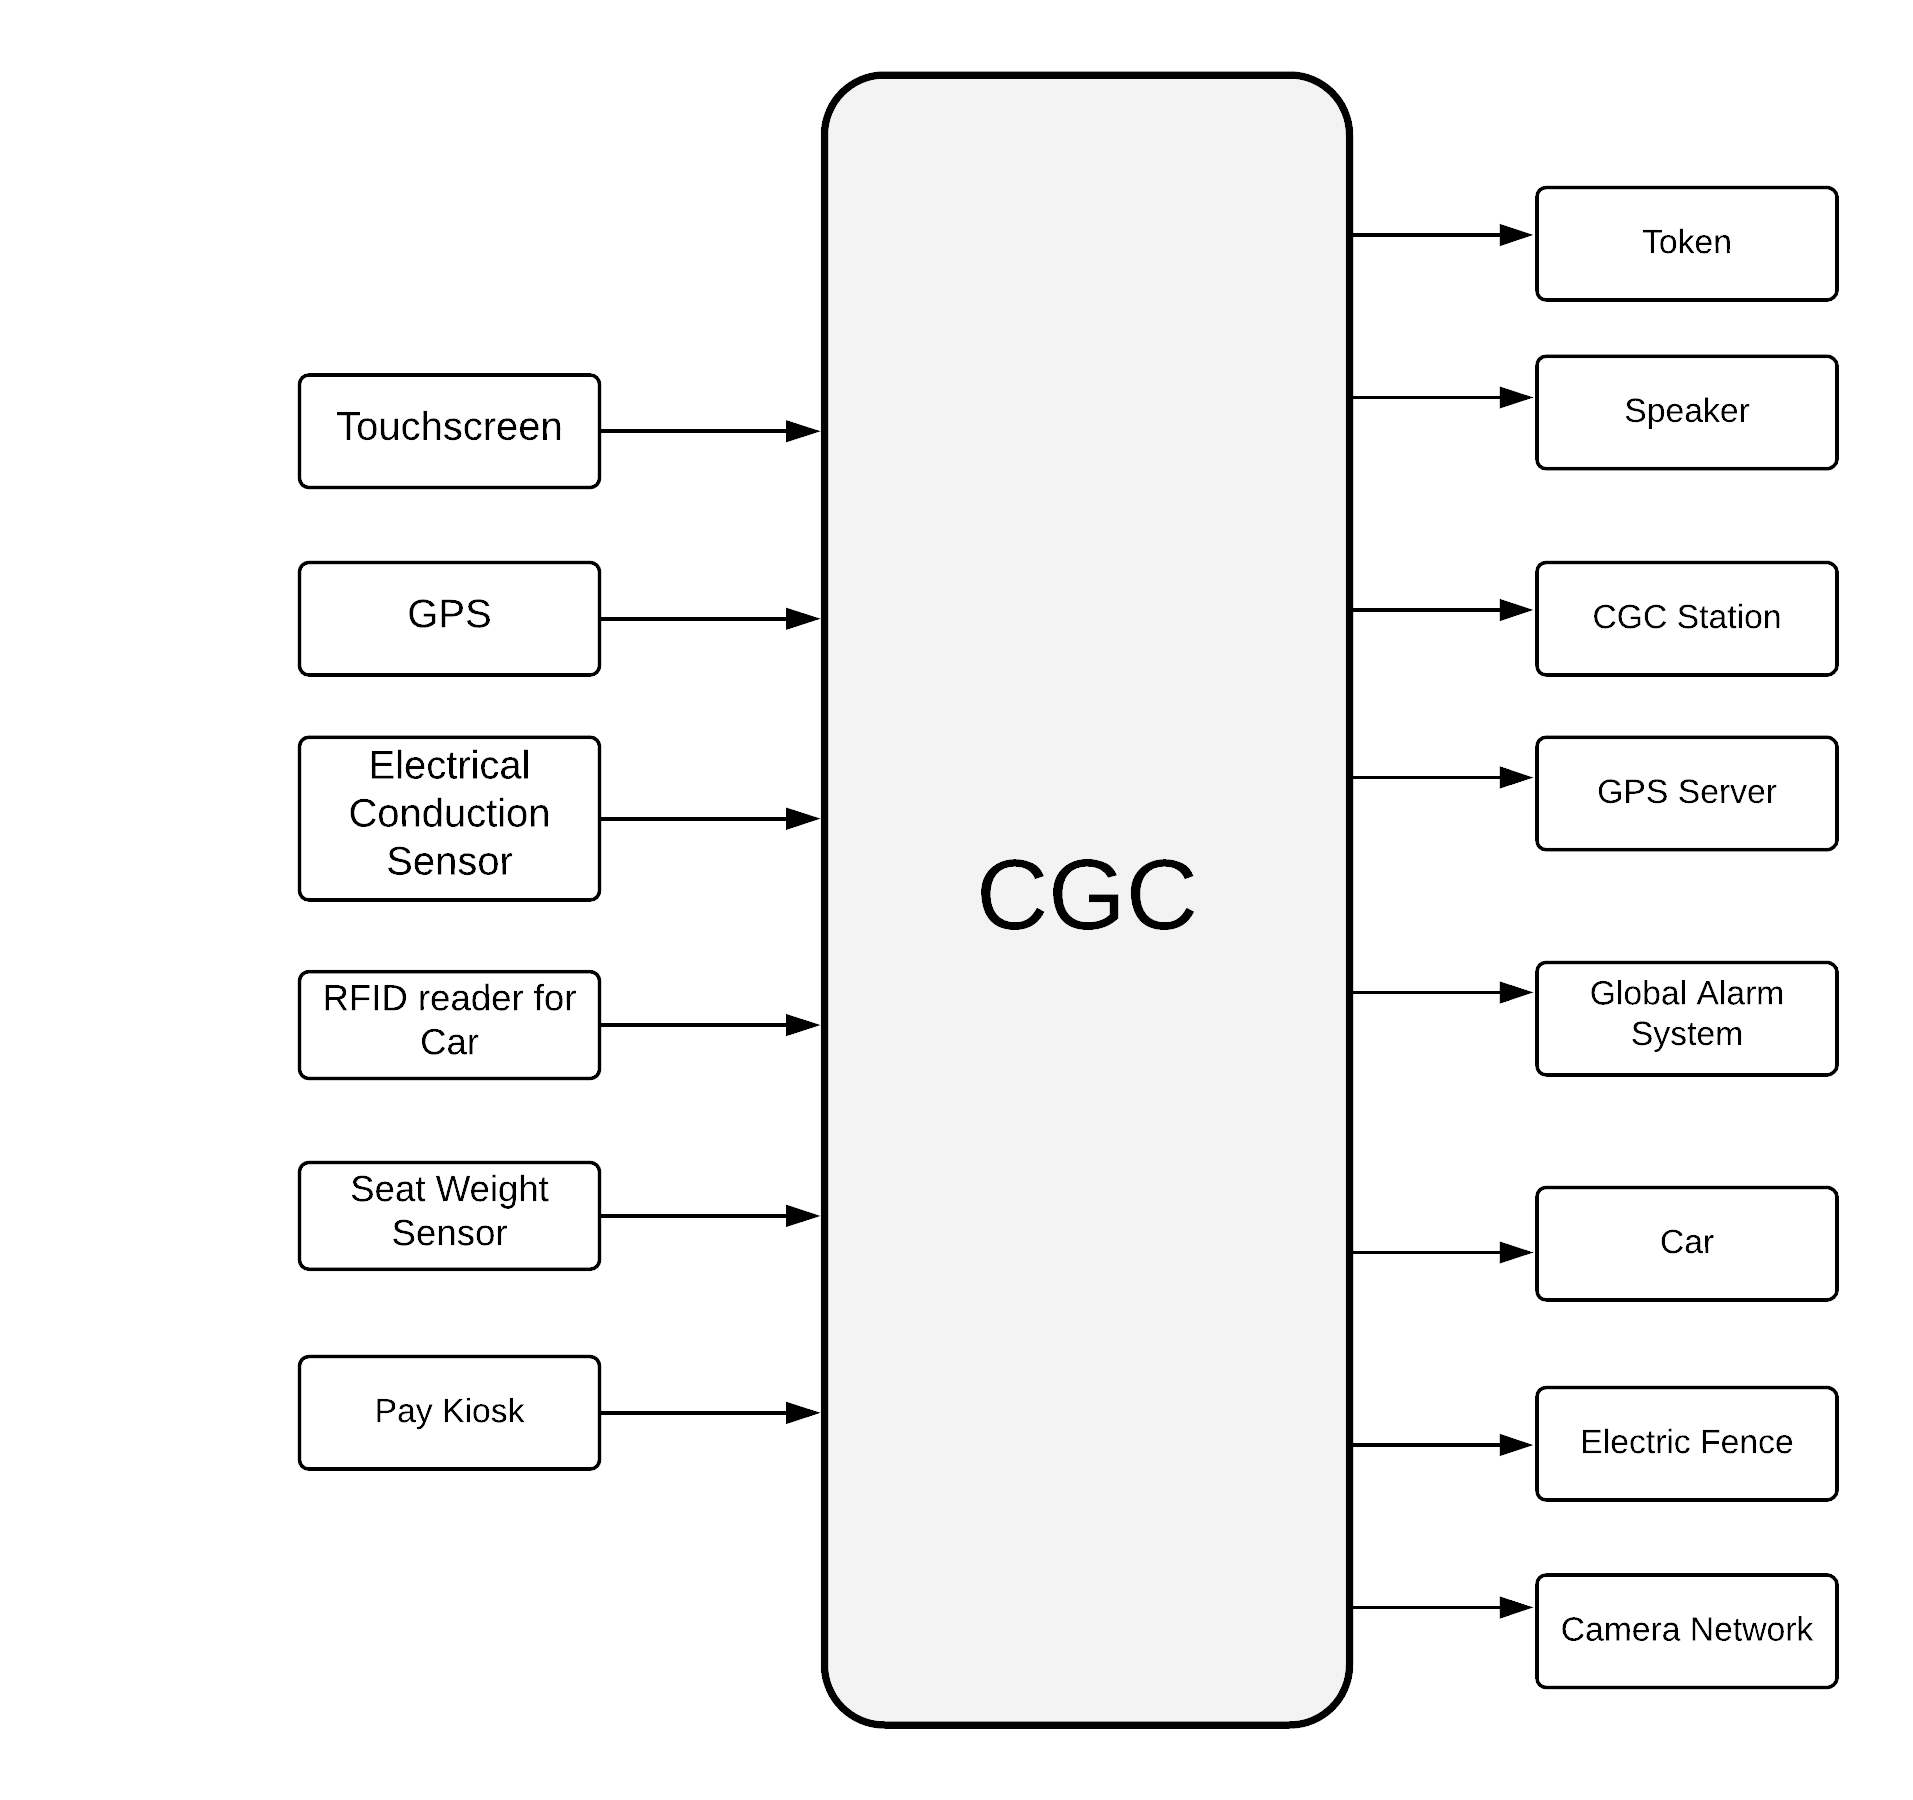 Touchscreen
GPS
Electrical
Conduction
Sensor
RFID reader for
Car
Seat Weight
Sensor
Pay Kiosk
CGC
Token
Speaker
CGC Station
GPS Server
Global Alarm
System
Car
Electric Fence
Camera Network